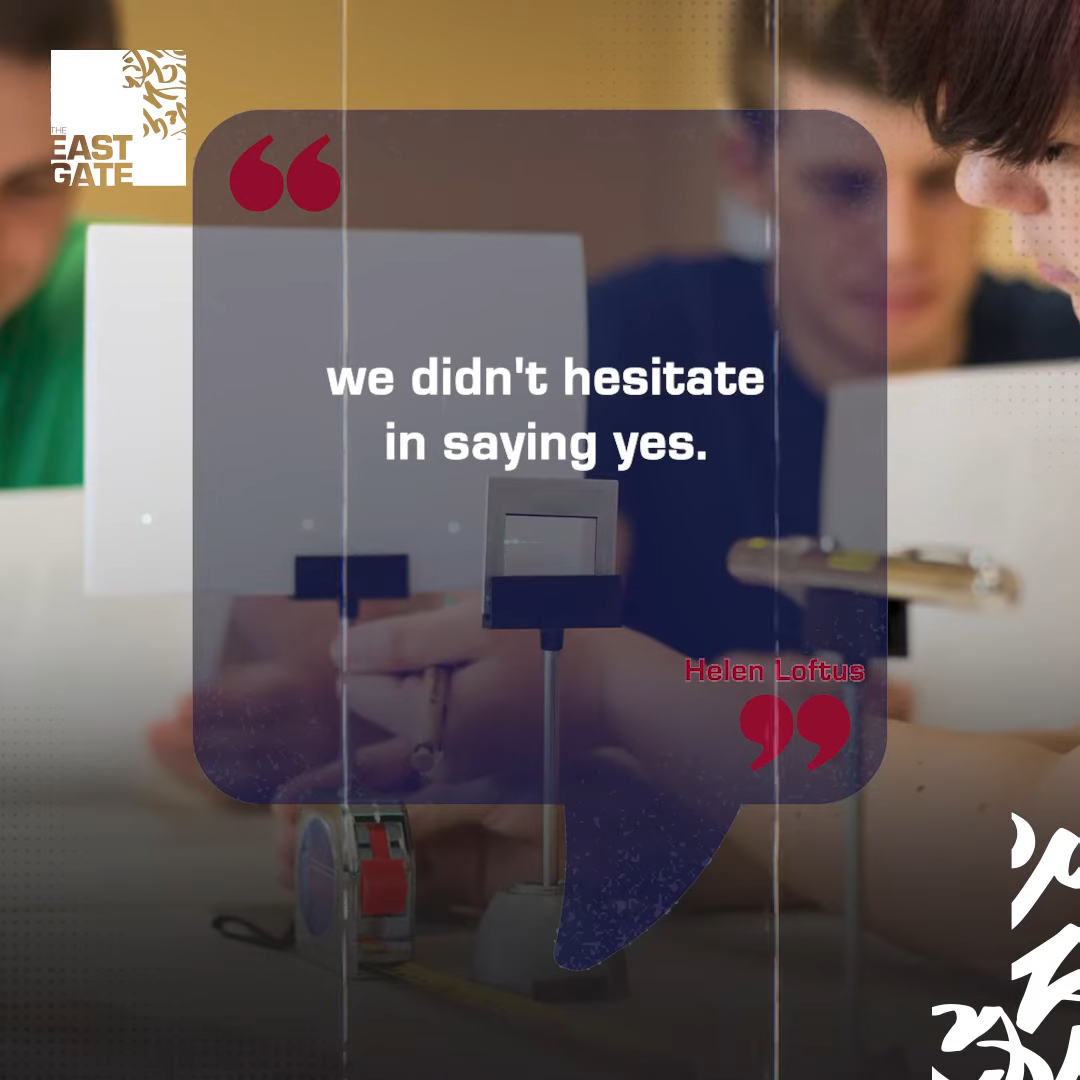 THE
EAST
GATE
we didn't hesitate
in saying yes.
Helen Loftus